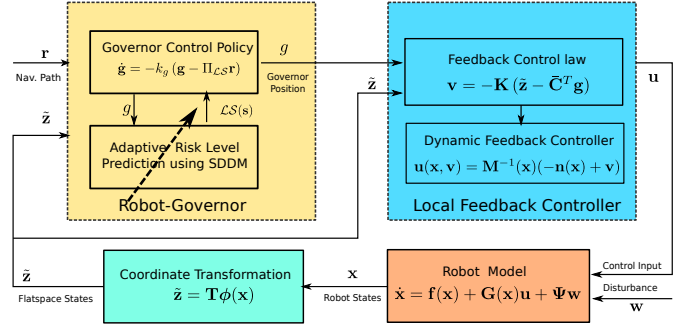 r
Nav. Path
z̃
Governor Control Policy
ġ = −k_g (g − Π_{LS} r)
g
LS(s)
Adaptive Risk Level
Prediction using SDDM
Robot-Governor
g
Governor
Position
z̃
Feedback Control law
v = −K (z̃ − C̄^T g)
Dynamic Feedback Controller
u(x, v) = M^{−1}(x)(−n(x) + v)
Local Feedback Controller
u
z̃
Flatspace States
Coordinate Transformation
z̃ = Tϕ(x)
x
Robot States
Robot Model
ẋ = f(x) + G(x)u + Ψw
Control Input
Disturbance
w